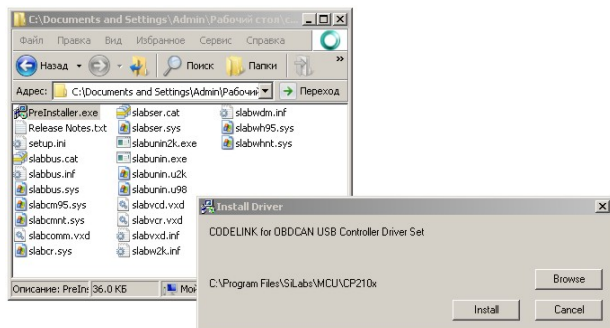 C:\Documents and Settings\Admin\Рабочий стол\c...
Файл Правка Вид Избранное Сервис Справка
Назад Поиск Папки »
Адрес: C:\Documents and Settings\Admin\Рабочий Переход
PreInstaller.exe slabser.cat slabwdm.inf
Release Notes.txt slabser.sys slabwh95.sys
setup.ini slabunin2k.exe slabwhnt.sys
slabbus.cat slabunin.exe
slabbus.inf slabunin.u2k
slabbus.sys slabunin.u98
slabcm95.sys slabvcd.vxd
slabcmnt.sys slabvcr.vxd
slabcomm.vxd slabvxd.inf
slabcr.sys slabw2k.inf
Описание: PreIns 36.0 КБ Мой
Install Driver
CODELINK for OBDCAN USB Controller Driver Set
C:\Program Files\SiLabs\MCU\CP210x
Browse
Install Cancel